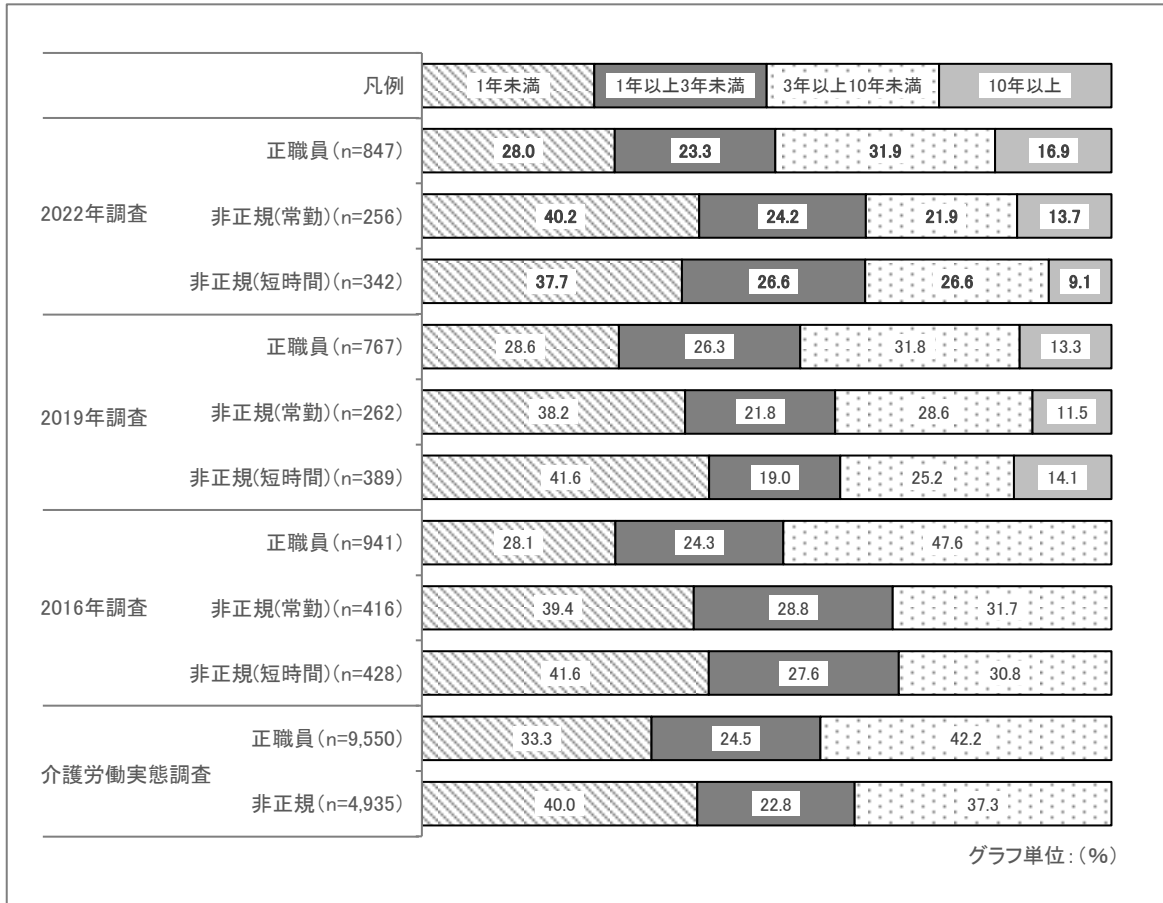 凡例 1年未満 1年以上3年未満 3年以上10年未満 10年以上
2022年調査
正職員(n=847) 28.0 23.3 31.9 16.9
非正規(常勤)(n=256) 40.2 24.2 21.9 13.7
非正規(短時間)(n=342) 37.7 26.6 26.6 9.1
2019年調査
正職員(n=767) 28.6 26.3 31.8 13.3
非正規(常勤)(n=262) 38.2 21.8 28.6 11.5
非正規(短時間)(n=389) 41.6 19.0 25.2 14.1
2016年調査
正職員(n=941) 28.1 24.3 47.6
非正規(常勤)(n=416) 39.4 28.8 31.7
非正規(短時間)(n=428) 41.6 27.6 30.8
介護労働実態調査
正職員(n=9,550) 33.3 24.5 42.2
非正規(n=4,935) 40.0 22.8 37.3
グラフ単位:(%)